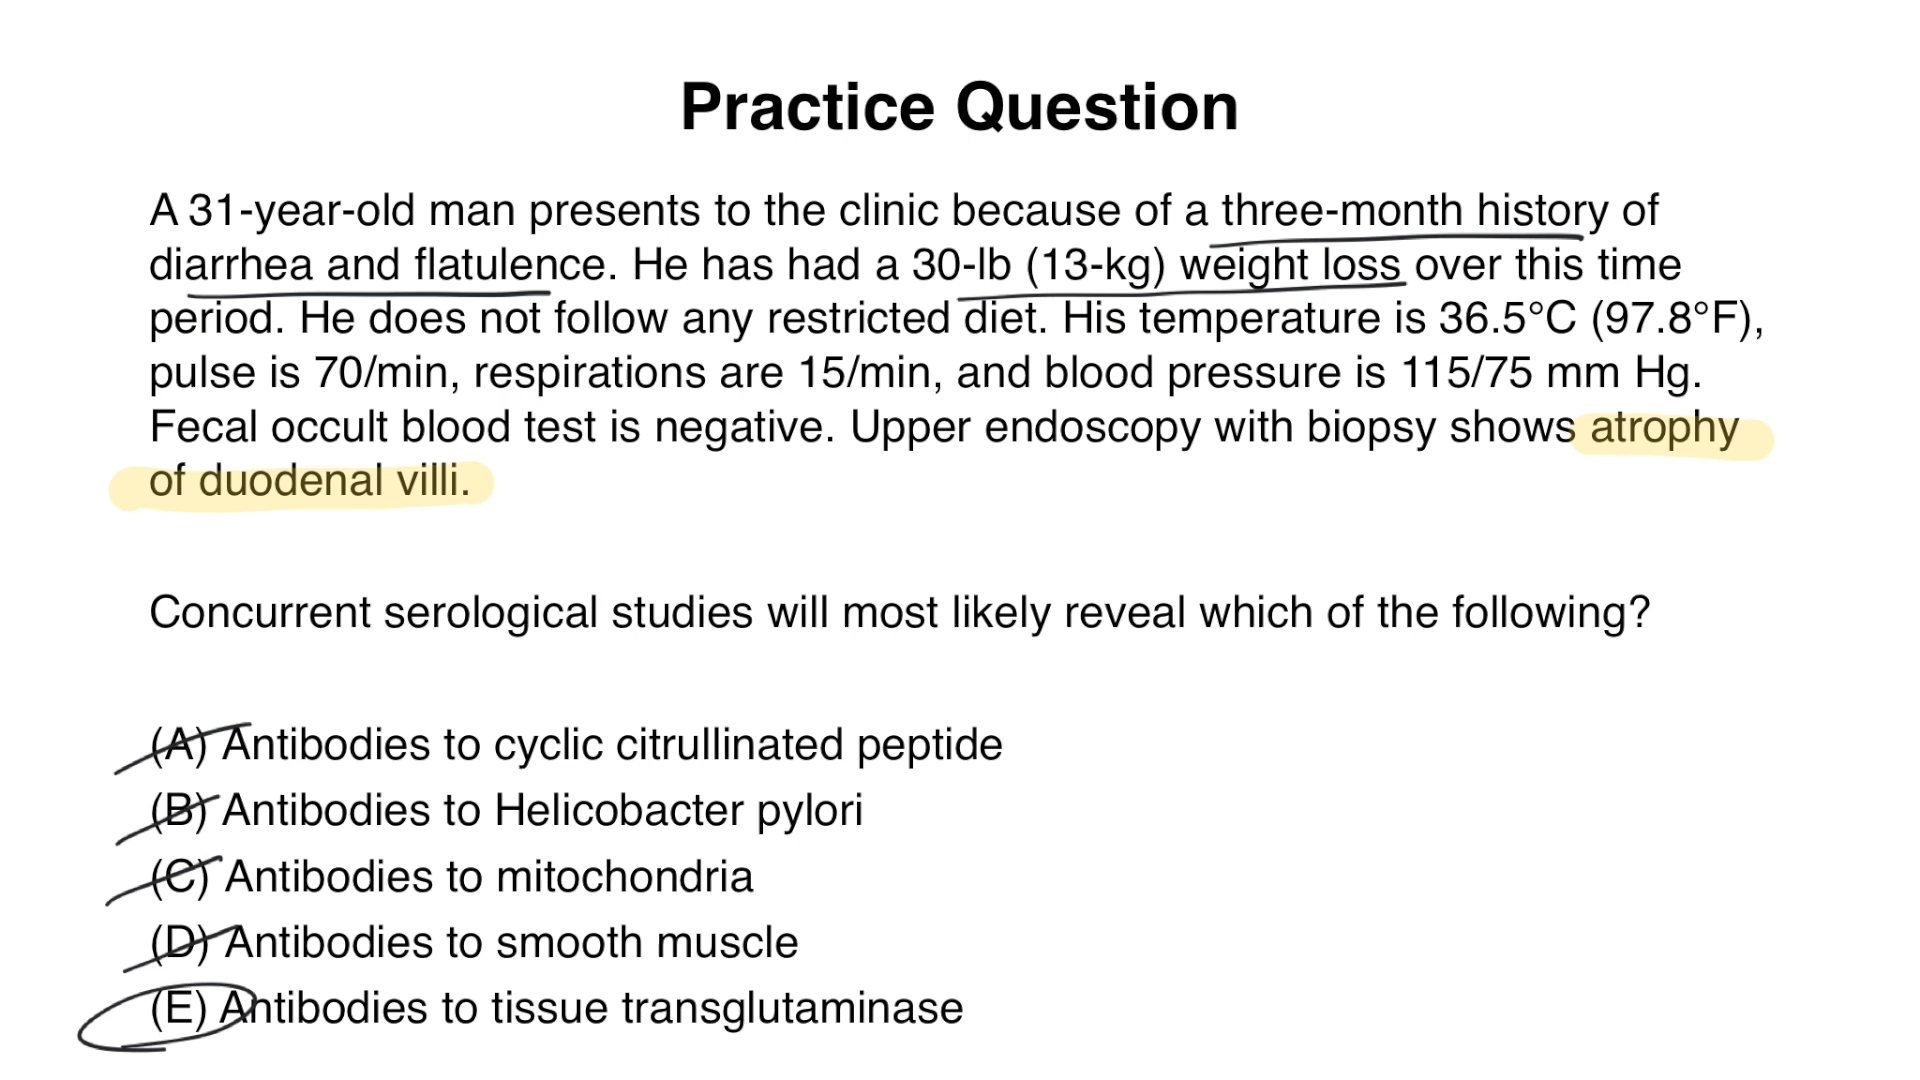 Practice Question
A 31-year-old man presents to the clinic because of a three-month history of
diarrhea and flatulence. He has had a 30-lb (13-kg) weight loss over this time
period. He does not follow any restricted diet. His temperature is 36.5°C (97.8°F),
pulse is 70/min, respirations are 15/min, and blood pressure is 115/75 mm Hg.
Fecal occult blood test is negative. Upper endoscopy with biopsy shows atrophy
of duodenal villi.
Concurrent serological studies will most likely reveal which of the following?
(A) Antibodies to cyclic citrullinated peptide
(B) Antibodies to Helicobacter pylori
(C) Antibodies to mitochondria
(D) Antibodies to smooth muscle
(E) Antibodies to tissue transglutaminase